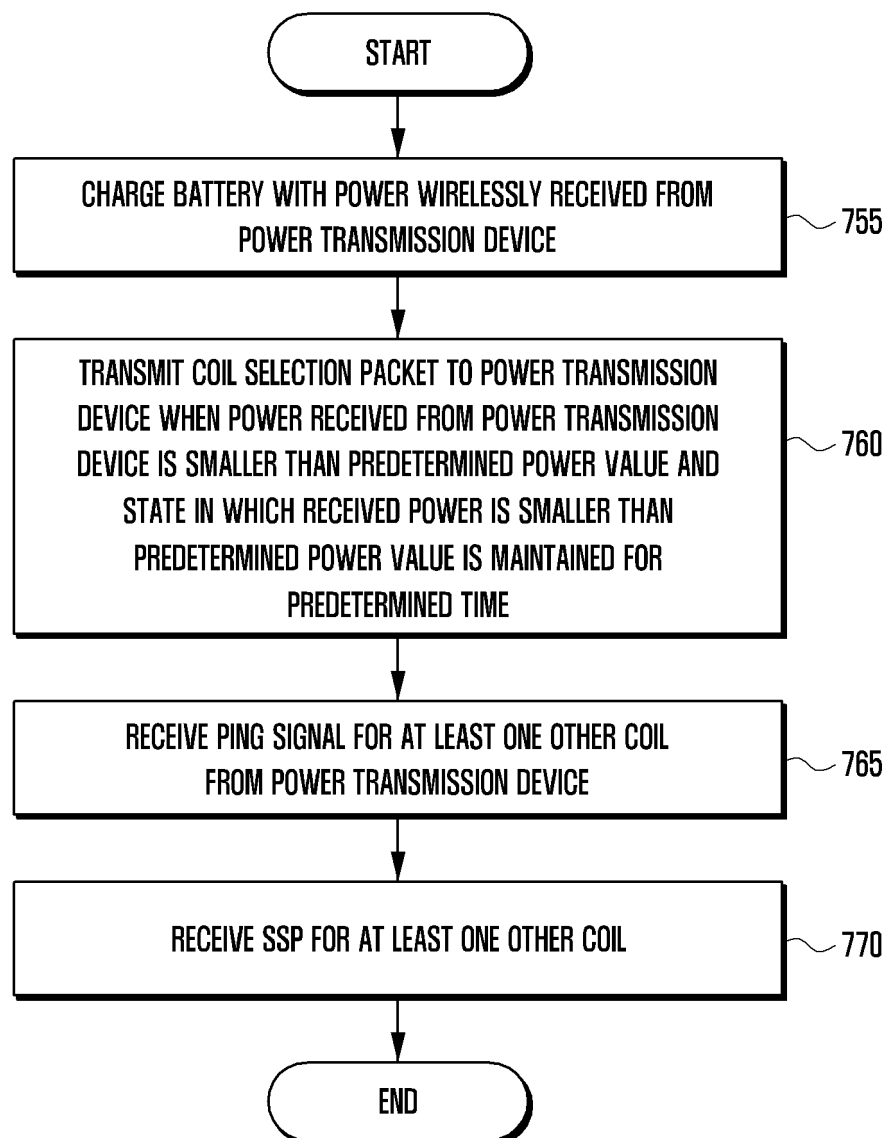 START
CHARGE BATTERY WITH POWER WIRELESSLY RECEIVED FROM
POWER TRANSMISSION DEVICE
755
TRANSMIT COIL SELECTION PACKET TO POWER TRANSMISSION
DEVICE WHEN POWER RECEIVED FROM POWER TRANSMISSION
DEVICE IS SMALLER THAN PREDETERMINED POWER VALUE AND
STATE IN WHICH RECEIVED POWER IS SMALLER THAN
PREDETERMINED POWER VALUE IS MAINTAINED FOR
PREDETERMINED TIME
760
RECEIVE PING SIGNAL FOR AT LEAST ONE OTHER COIL
FROM POWER TRANSMISSION DEVICE
765
RECEIVE SSP FOR AT LEAST ONE OTHER COIL
770
END